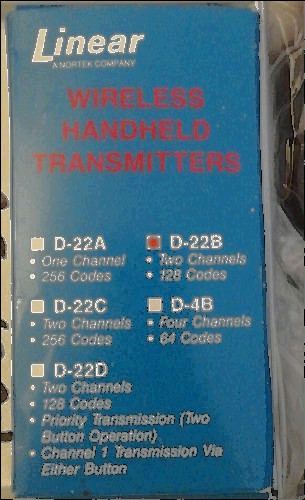 Linear
A NORTEK COMPANY
WIRELESS
HANDHELD
TRANSMITTERS
D-22A
• One Channel
• 256 Codes
D-22B
• Two Channels
• 128 Codes
D-22C
• Two Channels
• 256 Codes
D-4B
• Four Channels
• 64 Codes
D-22D
• Two Channels
• 128 Codes
• Priority Transmission (Two
Button Operation)
• Channel 1 Transmission Via
Either Button